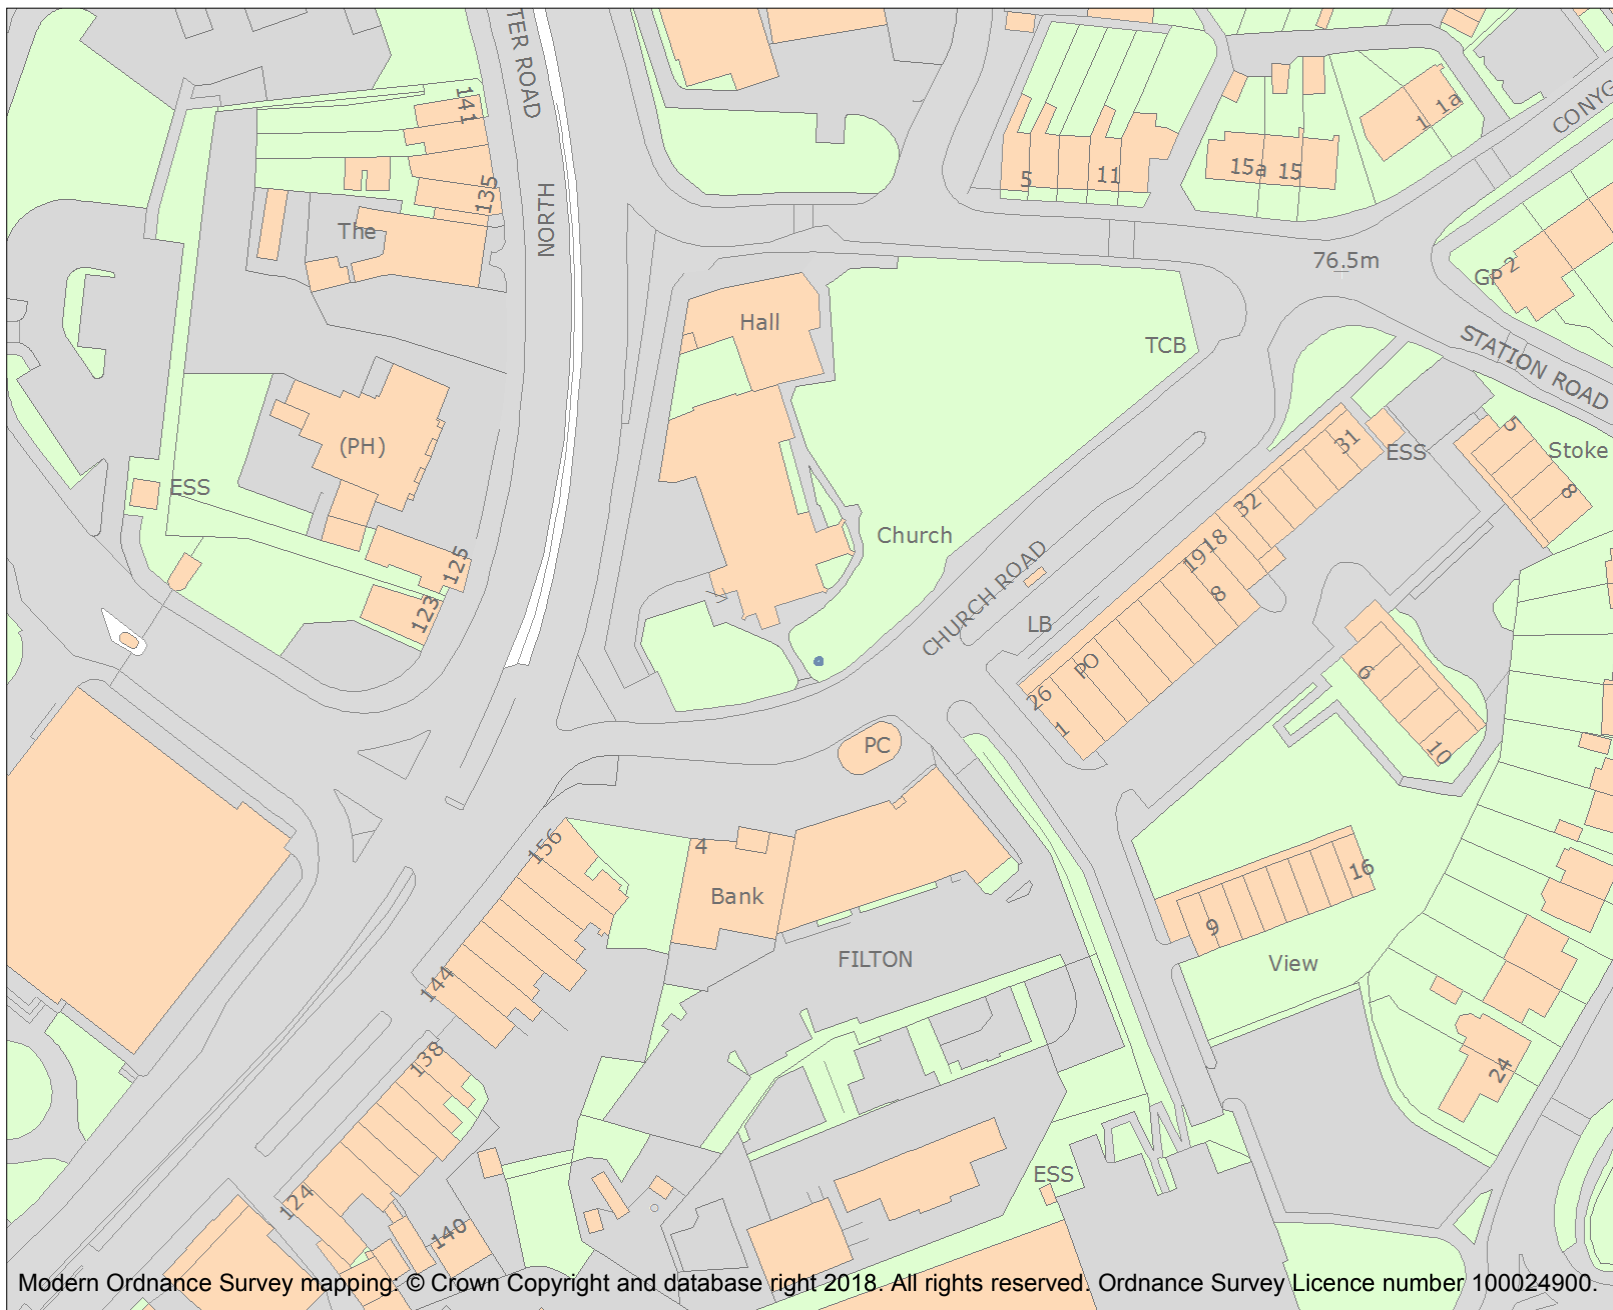 TER ROAD
141
135
NORTH
The
5
11
15a 15
1 1a
CONYG
76.5m
GP 2
STATION ROAD
Hall
TCB
(PH)
ESS
31
ESS
5
Stoke
8
32
Church
1918
8
CHURCH ROAD
125
123
LB
PO
26
1
6
10
PC
156
4
Bank
16
9
FILTON
View
144
138
24
124
140
ESS
Modern Ordnance Survey mapping: © Crown Copyright and database right 2018. All rights reserved. Ordnance Survey Licence number 100024900.